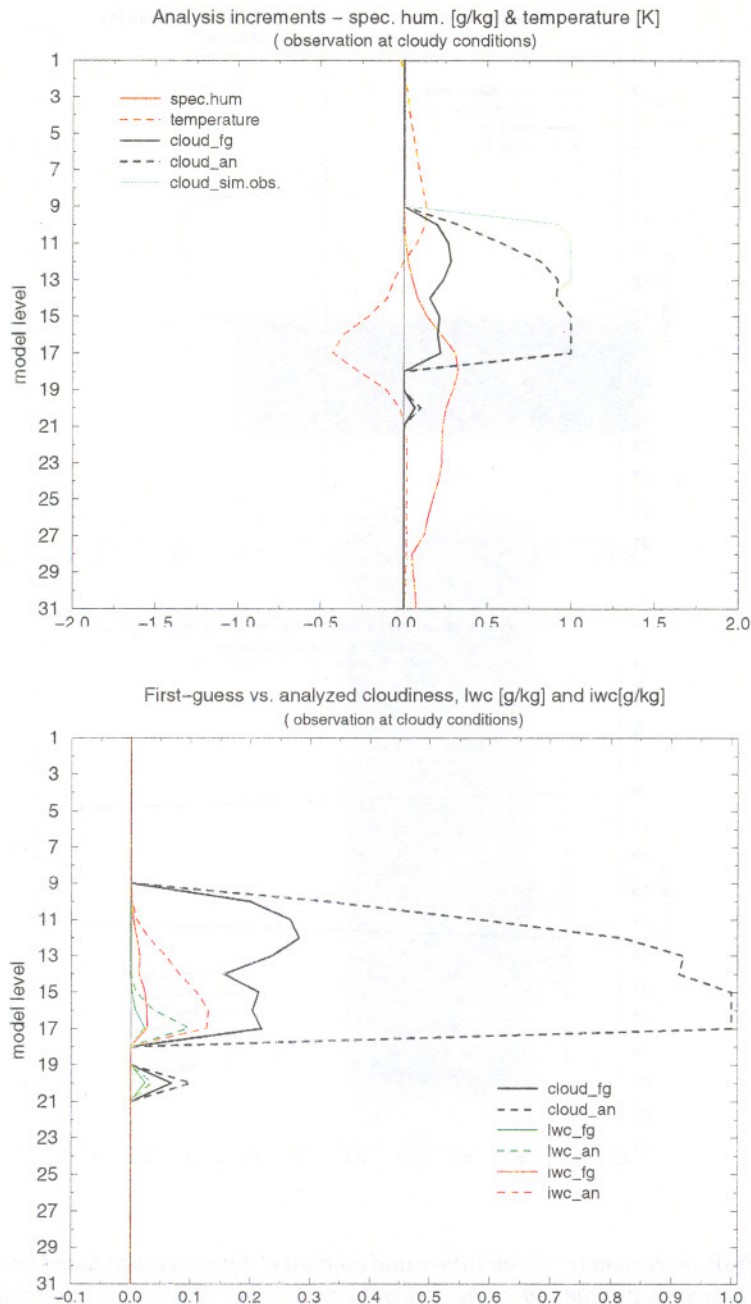 Analysis increments – spec. hum. [g/kg] & temperature [K]
( observation at cloudy conditions)
1
3
5
7
9
11
13
15
17
19
21
23
25
27
29
31
model level
spec.hum
temperature
cloud_fg
cloud_an
cloud_sim.obs.
−2.0 −1.5 −1.0 −0.5 0.0 0.5 1.0 1.5 2.0
First−guess vs. analyzed cloudiness, lwc [g/kg] and iwc[g/kg]
( observation at cloudy conditions)
1
3
5
7
9
11
13
15
17
19
21
23
25
27
29
31
model level
cloud_fg
cloud_an
lwc_fg
lwc_an
iwc_fg
iwc_an
−0.1 0.0 0.1 0.2 0.3 0.4 0.5 0.6 0.7 0.8 0.9 1.0